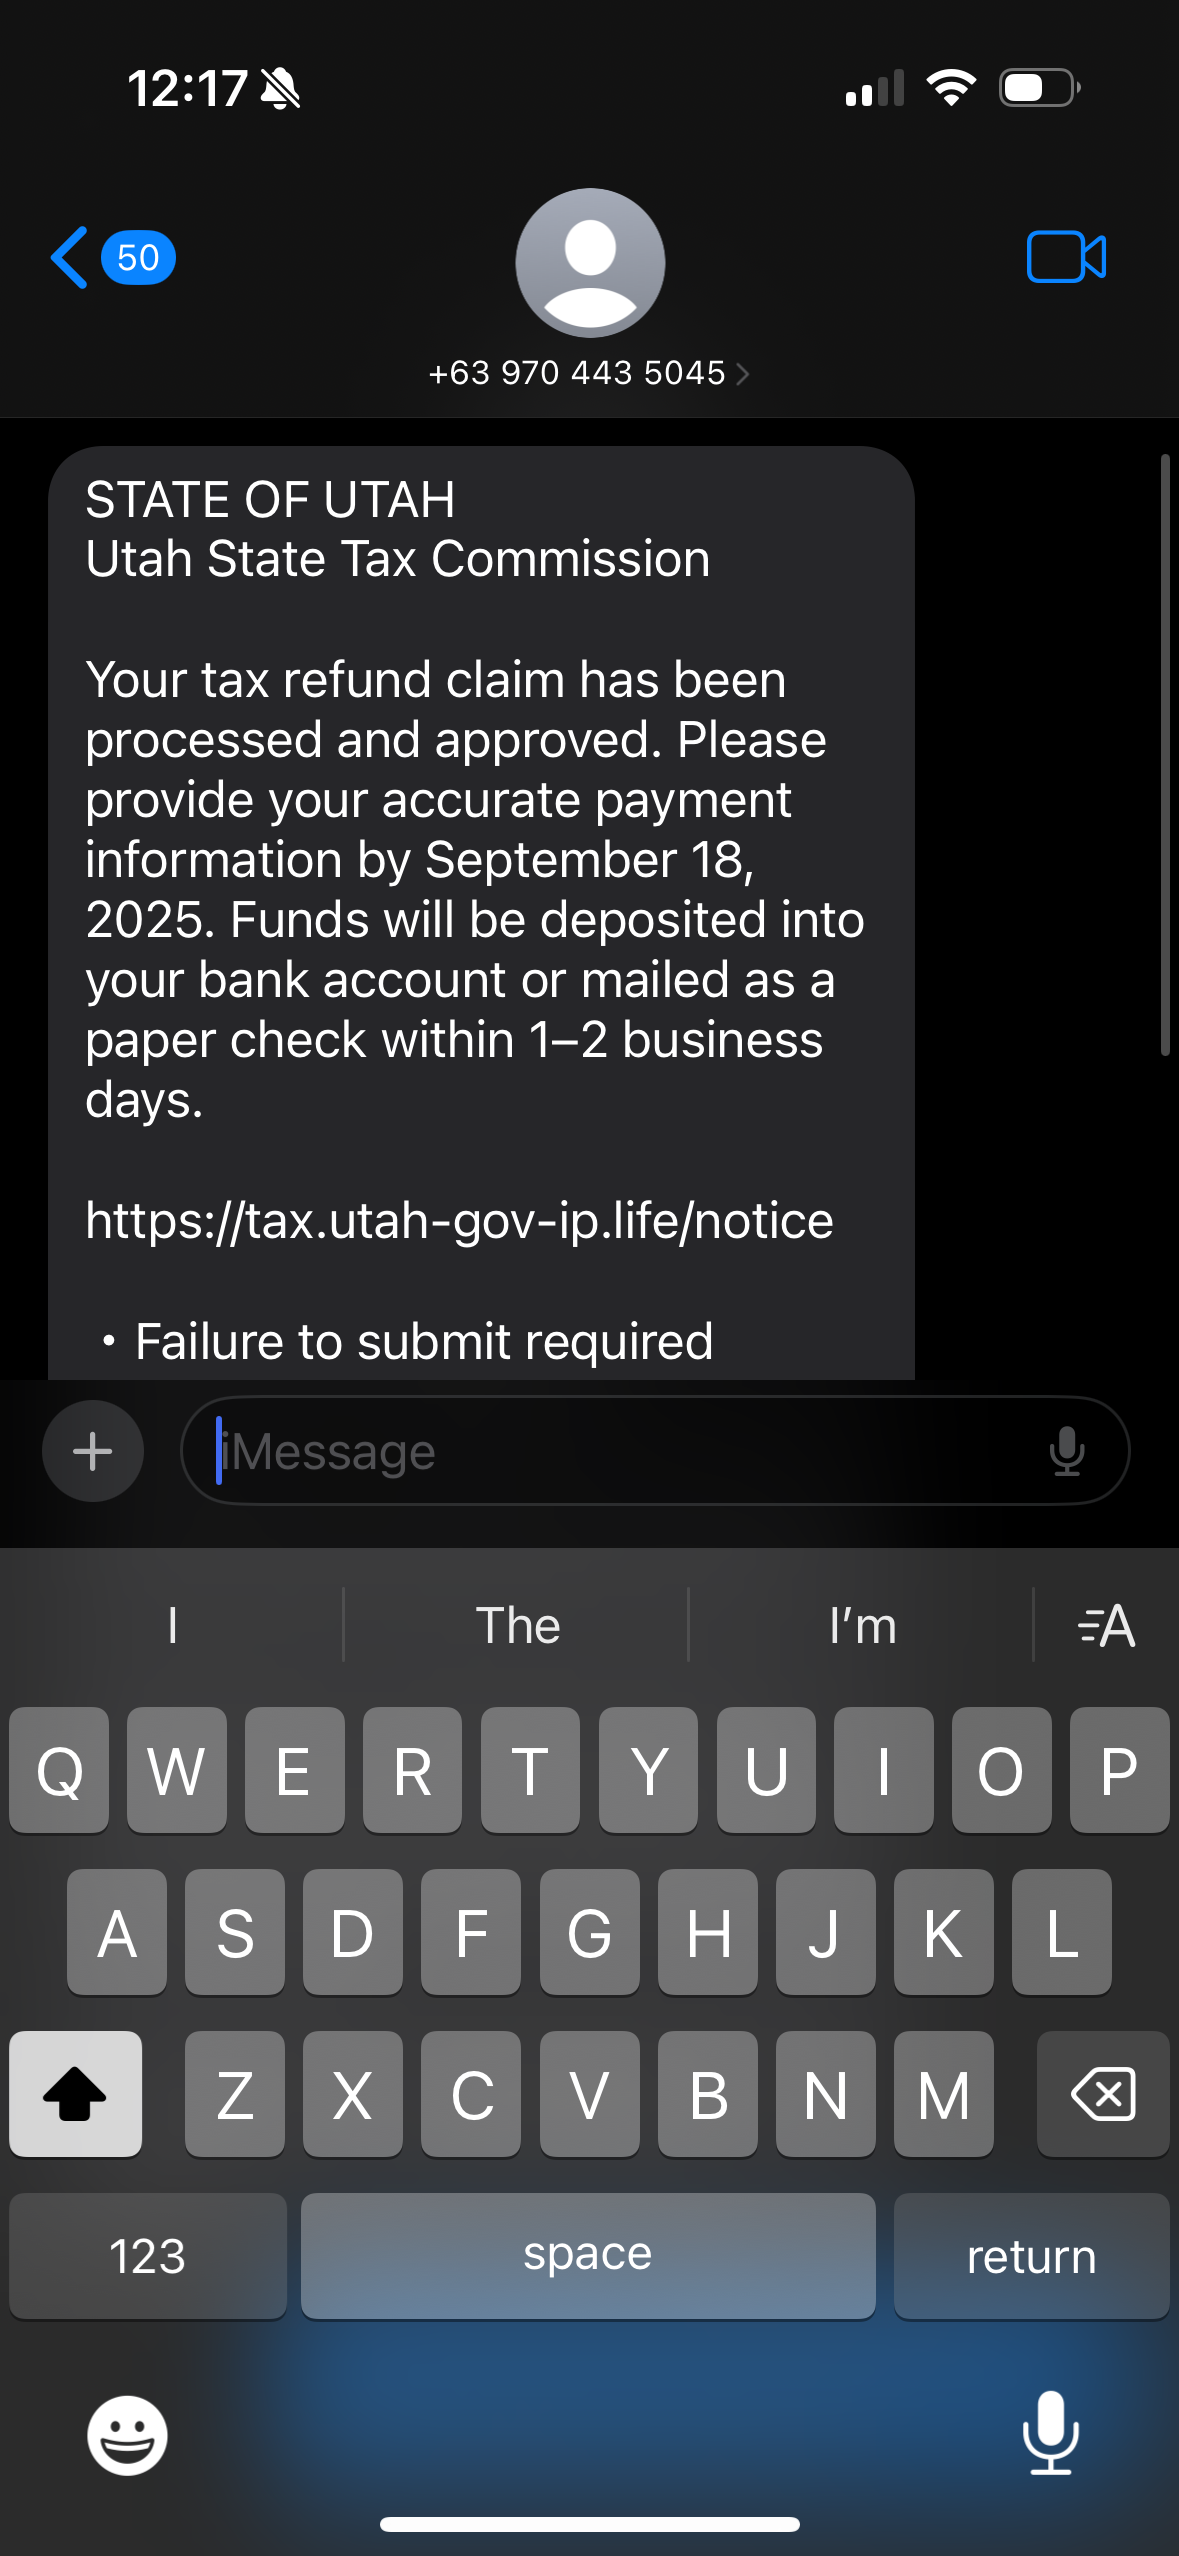 12:17
50
+63 970 443 5045
STATE OF UTAH
Utah State Tax Commission
Your tax refund claim has been
processed and approved. Please
provide your accurate payment
information by September 18,
2025. Funds will be deposited into
your bank account or mailed as a
paper check within 1–2 business
days.
https://tax.utah-gov-ip.life/notice
• Failure to submit required
iMessage
I The I’m A
Q W E R T Y U I O P
A S D F G H J K L
Z X C V B N M
123 space return